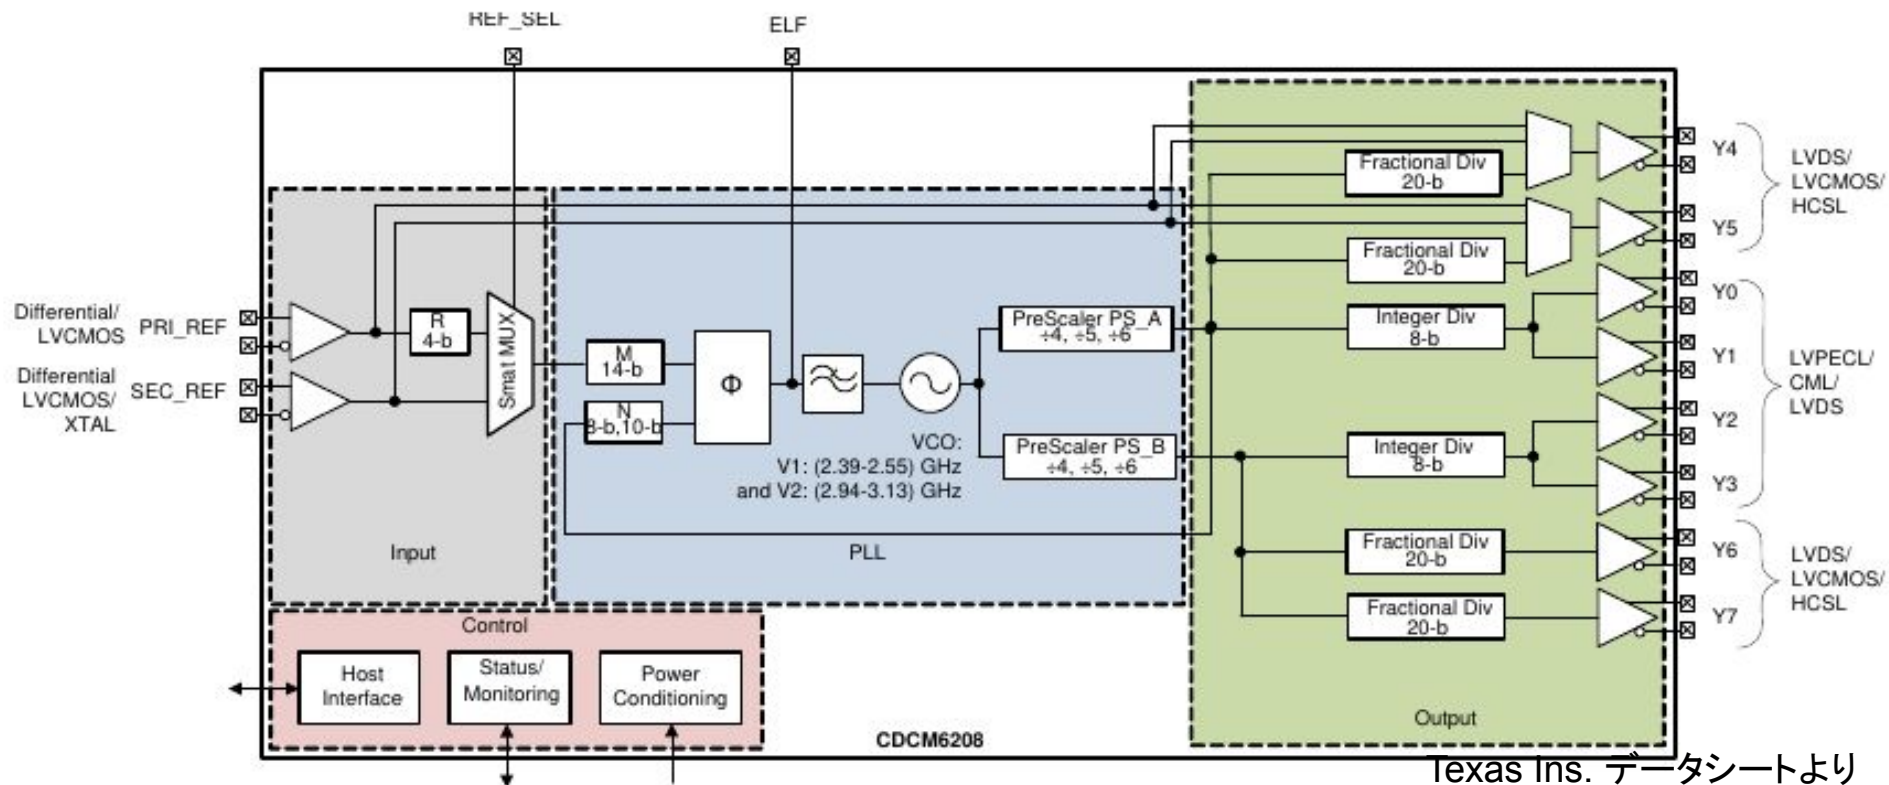 REF_SEL
ELF
Differential/
LVCMOS
PRI_REF
Differential
LVCMOS/
XTAL
SEC_REF
R
4-b
Smat MUX
Input
M
14-b
N
8-b,10-b
Φ
VCO:
V1: (2.39-2.55) GHz
and V2: (2.94-3.13) GHz
PreScaler PS_A
÷4, ÷5, ÷6
PreScaler PS_B
÷4, ÷5, ÷6
PLL
Fractional Div
20-b
Fractional Div
20-b
Integer Div
8-b
Integer Div
8-b
Fractional Div
20-b
Fractional Div
20-b
Output
Y4
Y5
Y0
Y1
Y2
Y3
Y6
Y7
LVDS/
LVCMOS/
HCSL
LVPECL/
CML/
LVDS
LVDS/
LVCMOS/
HCSL
Control
Host
Interface
Status/
Monitoring
Power
Conditioning
CDCM6208
Texas Ins. データシートより